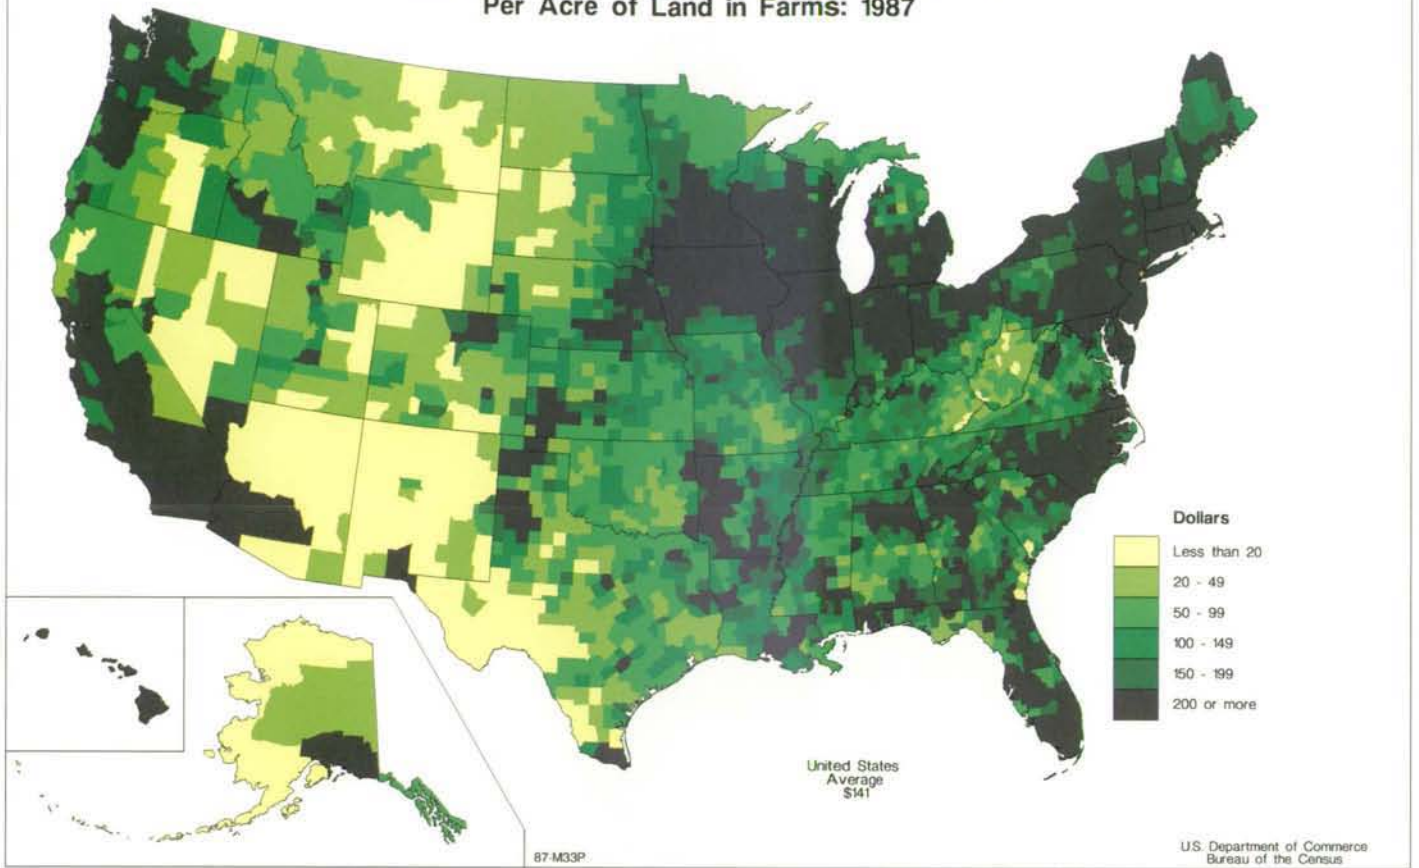 Per Acre of Land in Farms: 1987
Dollars
Less than 20
20 - 49
50 - 99
100 - 149
150 - 199
200 or more
United States
Average
$141
87-M33P
U.S. Department of Commerce
Bureau of the Census